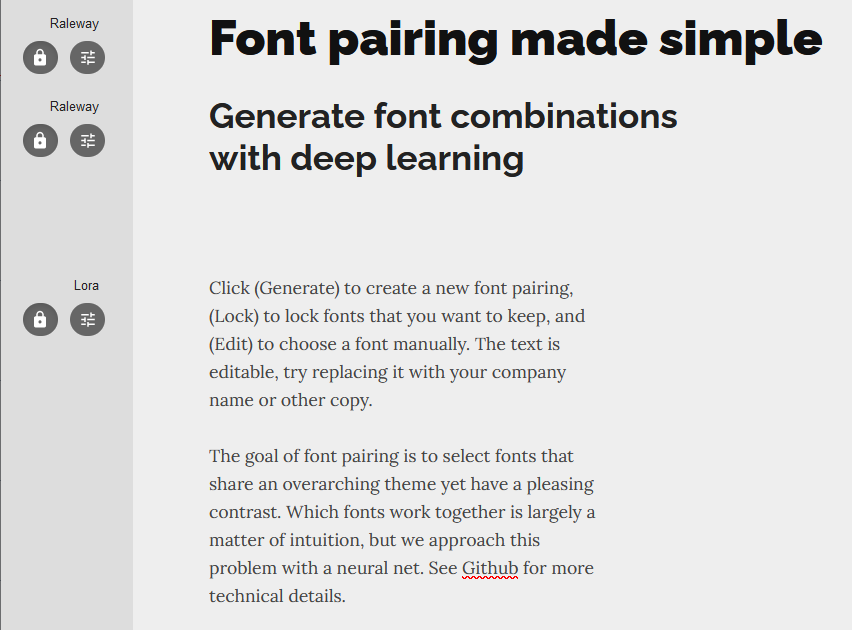 Raleway
Font pairing made simple
Raleway
Generate font combinations
with deep learning
Lora
Click (Generate) to create a new font pairing,
(Lock) to lock fonts that you want to keep, and
(Edit) to choose a font manually. The text is
editable, try replacing it with your company
name or other copy.
The goal of font pairing is to select fonts that
share an overarching theme yet have a pleasing
contrast. Which fonts work together is largely a
matter of intuition, but we approach this
problem with a neural net. See Github for more
technical details.